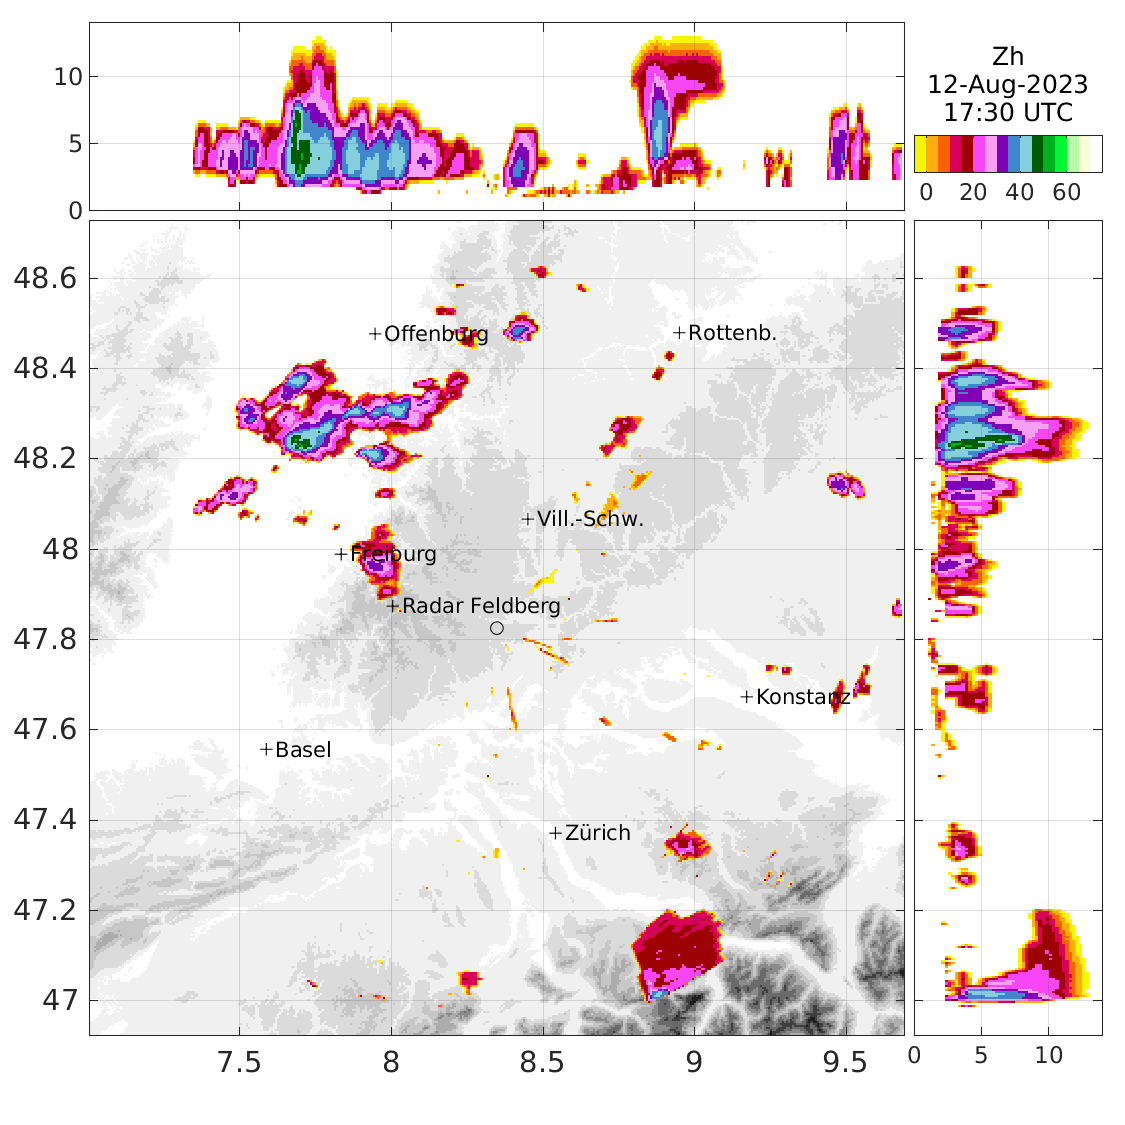 10
5
0
Zh
12-Aug-2023
17:30 UTC
0 20 40 60
48.6
+Offenburg +Rottenb.
48.4
48.2
+Vill.-Schw.
48 +Freiburg
+Radar Feldberg
47.8
+Konstanz
47.6
+Basel
47.4
+Zürich
47.2
47
7.5 8 8.5 9 9.5
0 5 10